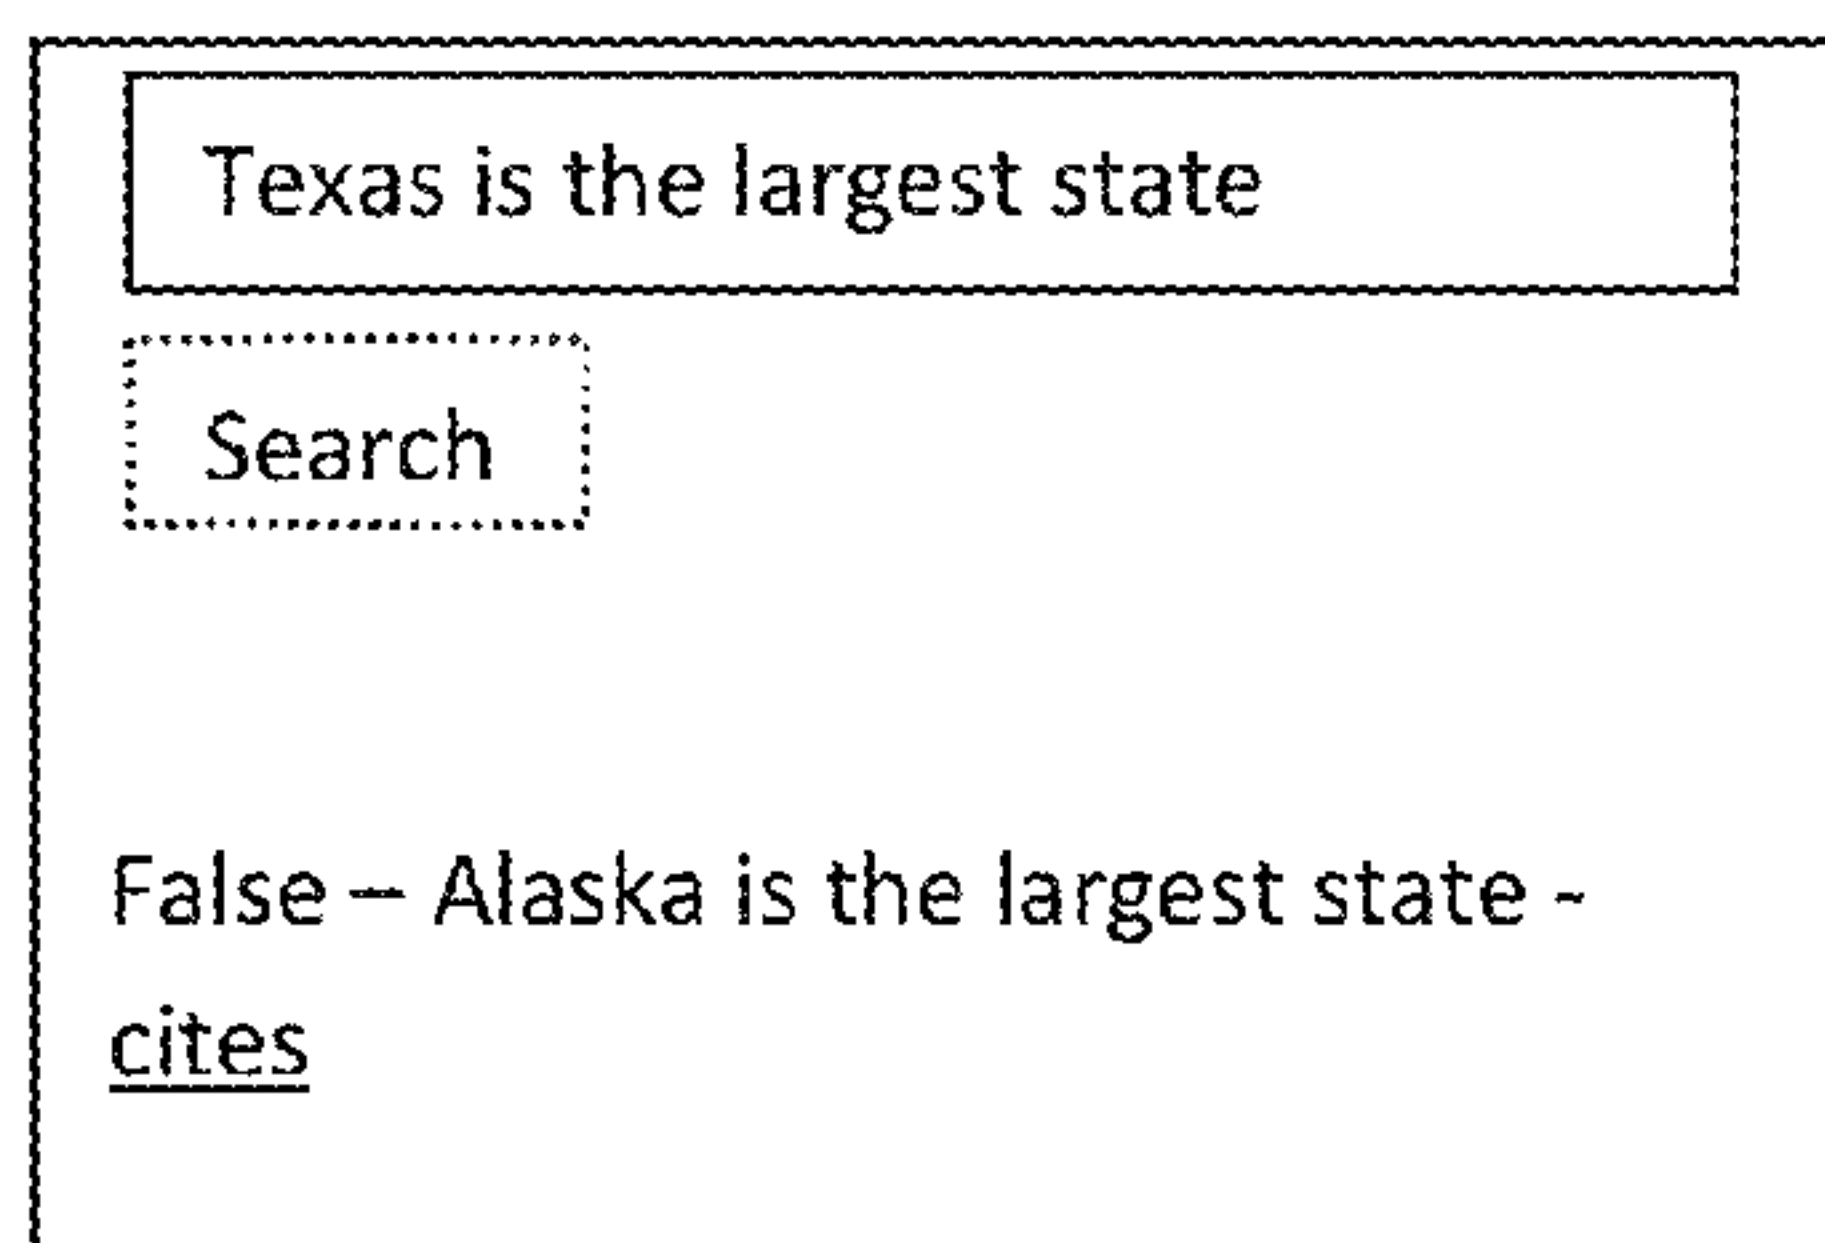 Texas is the largest state
Search
False – Alaska is the largest state -
cites